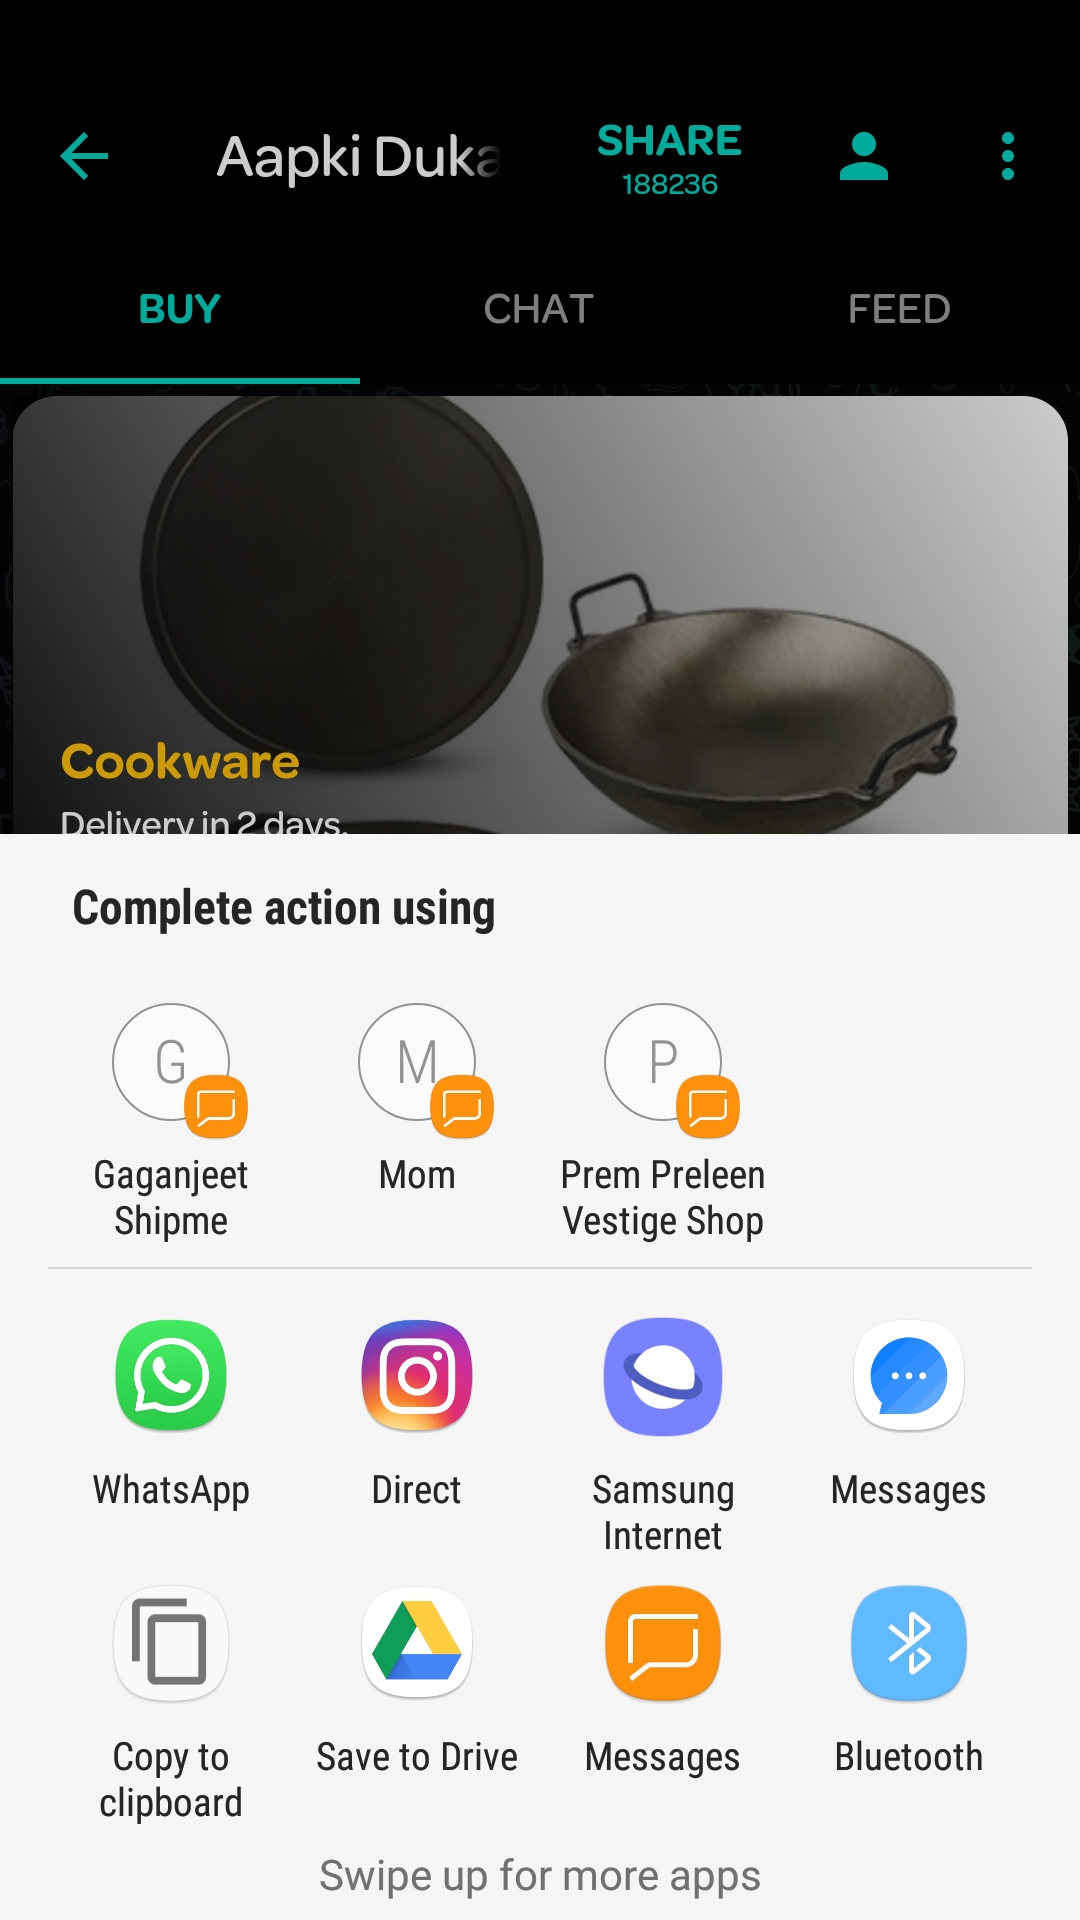 Aapki Duka
SHARE
188236
BUY
CHAT
FEED
Cookware
Delivery in 2 days.
Complete action using
G
M
P
Gaganjeet
Shipme
Mom
Prem Preleen
Vestige Shop
WhatsApp
Direct
Samsung
Internet
Messages
Copy to
clipboard
Save to Drive
Messages
Bluetooth
Swipe up for more apps